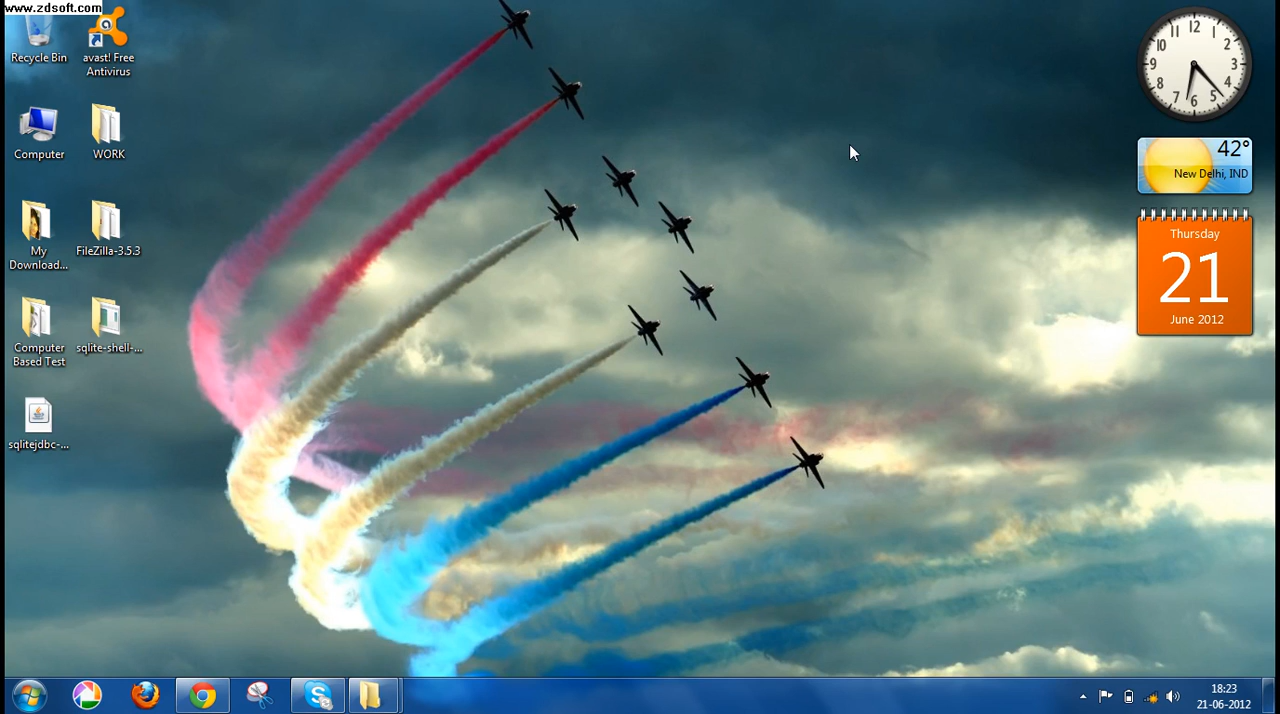 www.zdsoft.com
Recycle Bin
avast! Free
Antivirus
Computer
WORK
My
Download...
FileZilla-3.5.3
Computer
Based Test
sqlite-shell-...
sqlitejdbc-...
12
1
2
3
4
5
6
7
8
9
10
11
42°
New Delhi, IND
Thursday
21
June 2012
18:23
21-06-2012